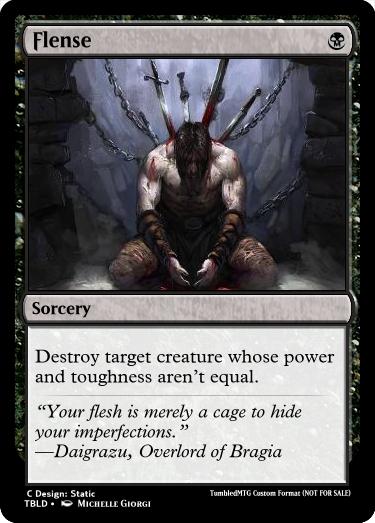 Flense
Sorcery
Destroy target creature whose power
and toughness aren't equal.
"Your flesh is merely a cage to hide
your imperfections."
—Daigrazu, Overlord of Bragia
C Design: Static
TumbledMTG Custom Format (NOT FOR SALE)
TBLD • Michelle Giorgi